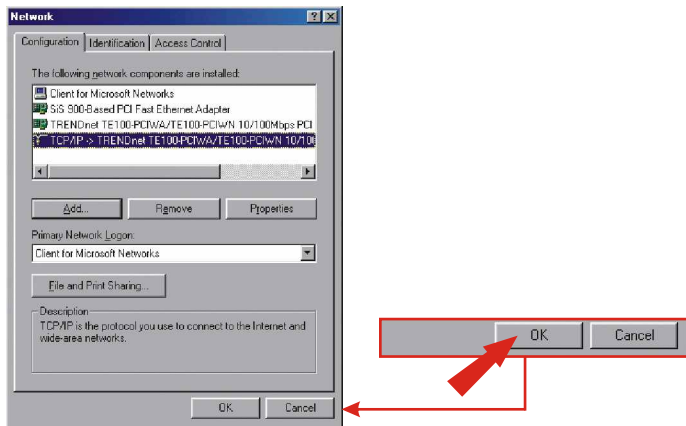 Network
Configuration Identification Access Control
The following network components are installed:
Client for Microsoft Networks
SiS 900-Based PCI Fast Ethernet Adapter
TRENDnet TE100-PCIWA/TE100-PCIWN 10/100Mbps PCI
TCP/IP -> TRENDnet TE100-PCIWA/TE100-PCIWN 10/10
Add... Remove Properties
Primary Network Logon:
Client for Microsoft Networks
File and Print Sharing...
Description
TCP/IP is the protocol you use to connect to the Internet and
wide-area networks.
OK Cancel
OK Cancel